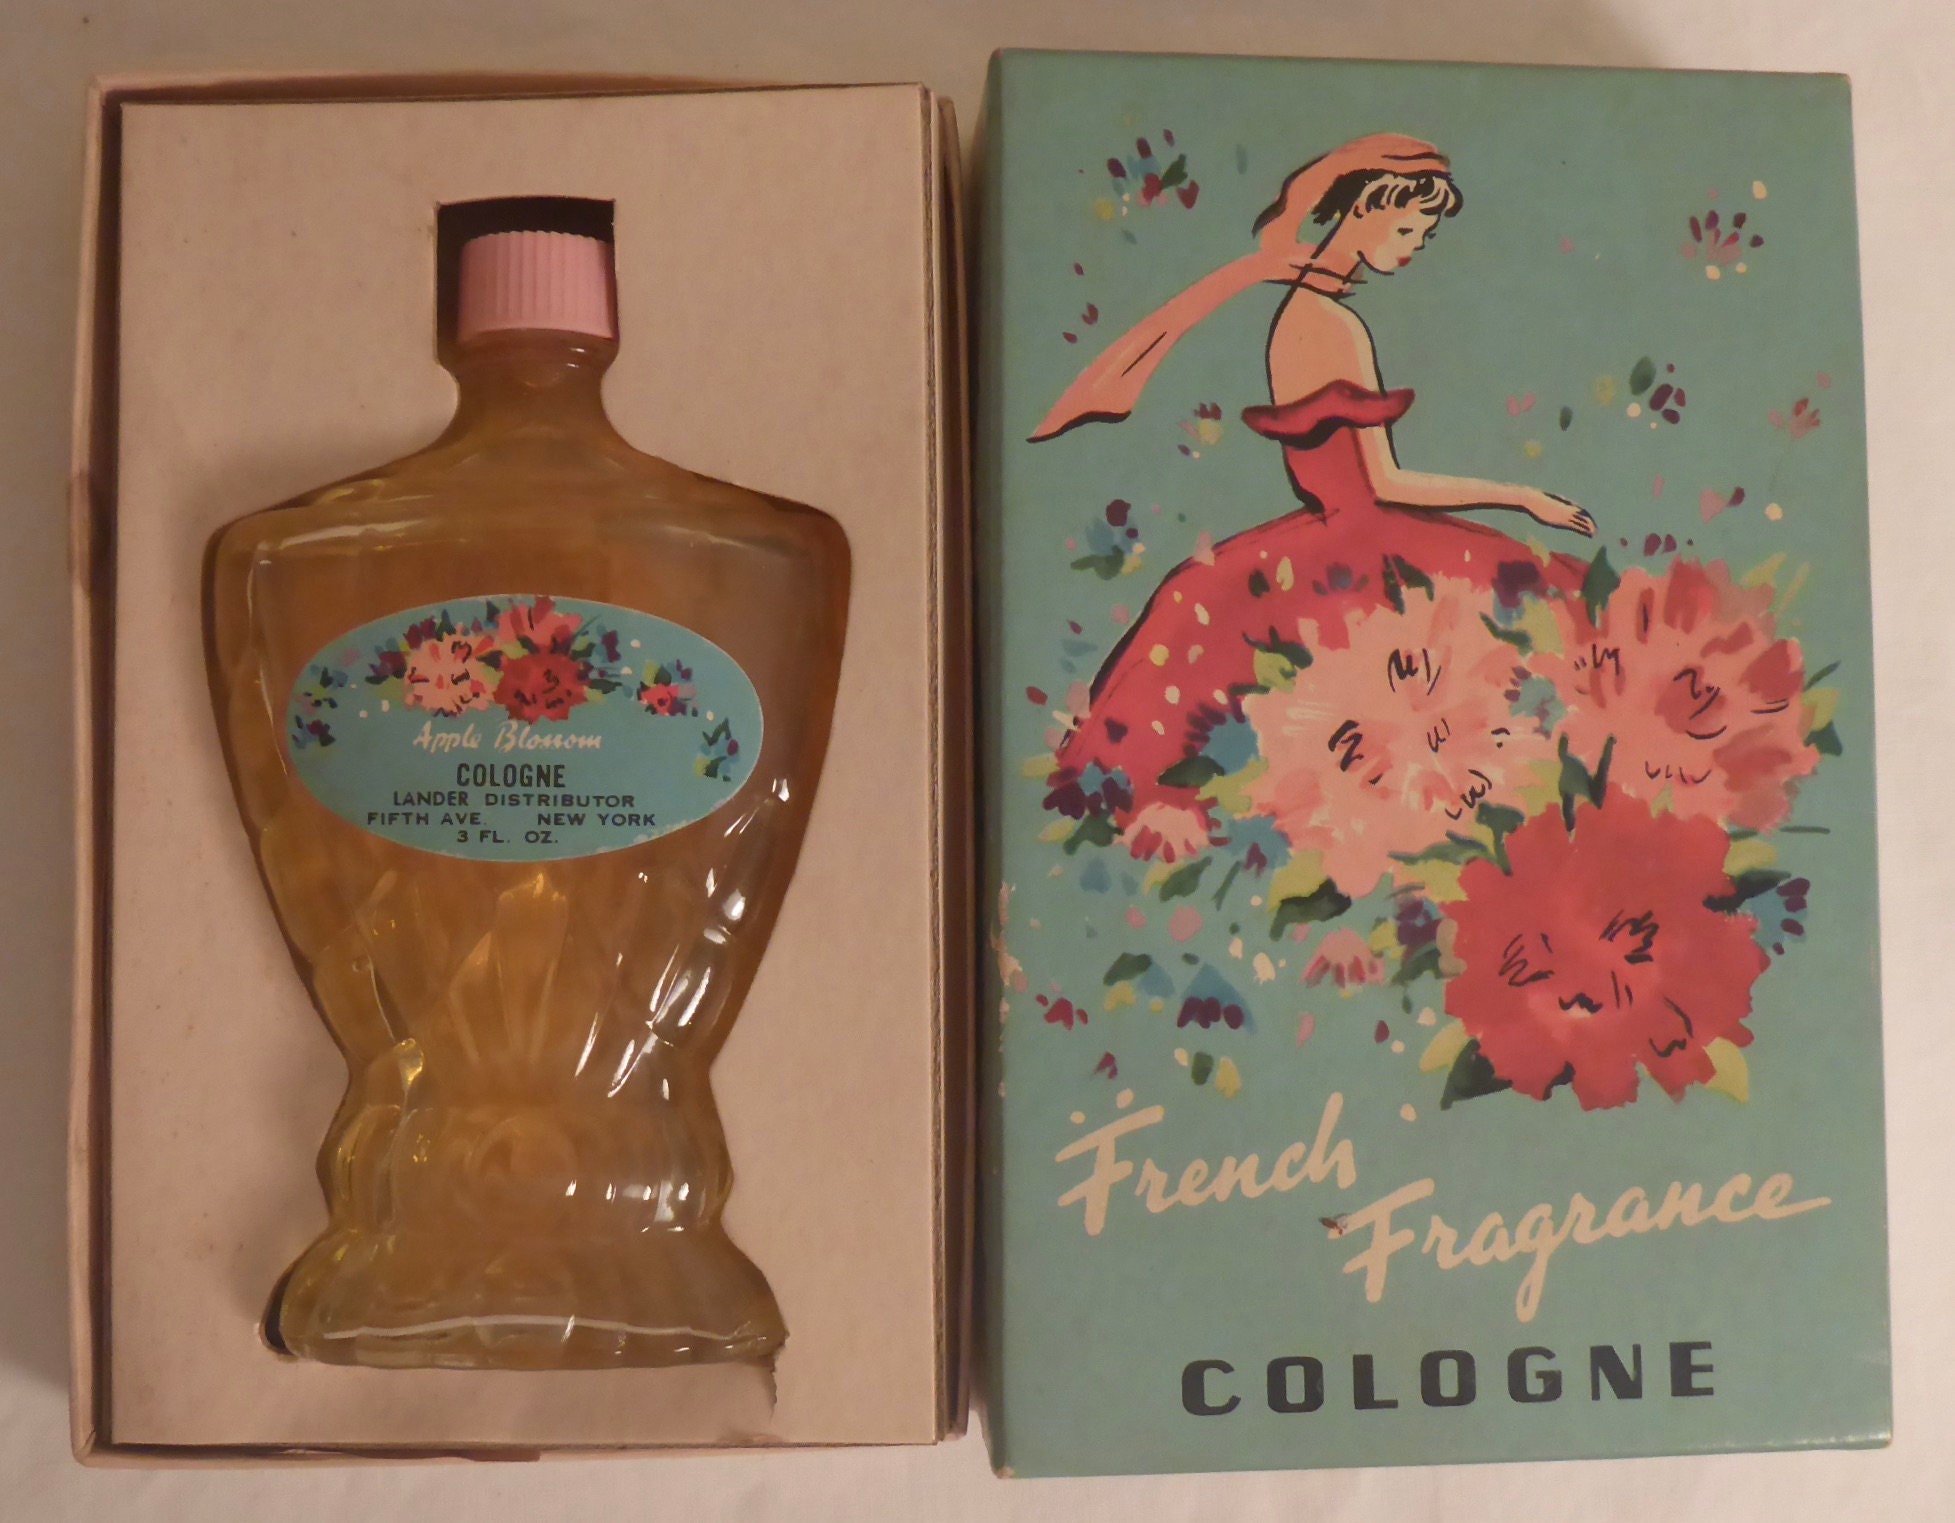 Apple Blossom
COLOGNE
LANDER DISTRIBUTOR
FIFTH AVE. NEW YORK
3 FL. OZ.
French
Fragrance
COLOGNE